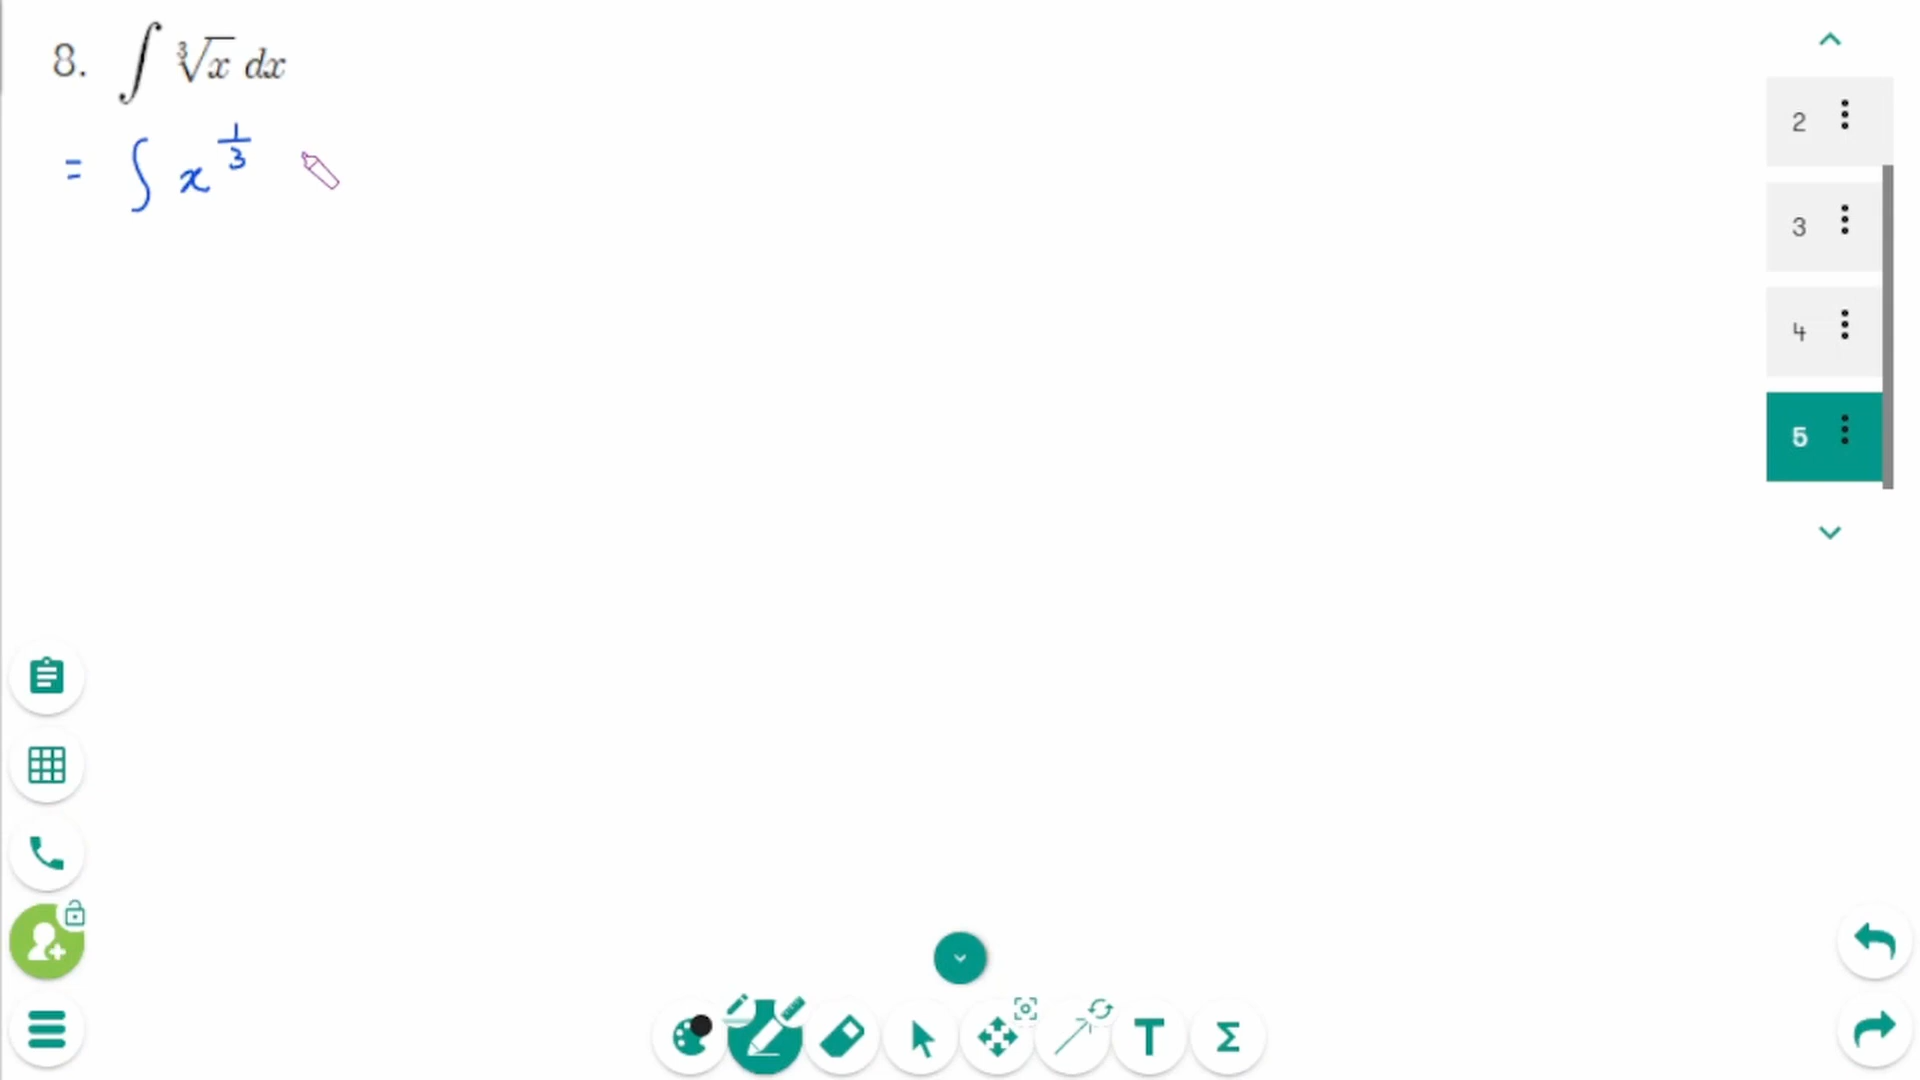 8. ∫ ∛x dx
= ∫ x^(1/3)
2
3
4
5
T
Σ